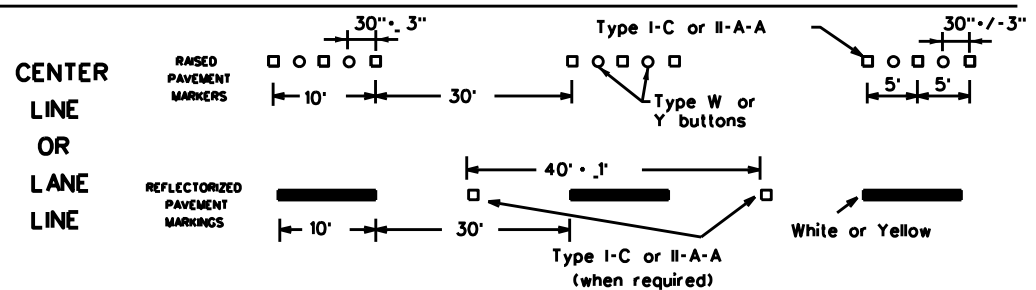 CENTER
LINE
OR
LANE
LINE
RAISED
PAVEMENT
MARKERS
30"•_ 3"
10'
30'
Type I-C or II-A-A
Type W or
Y buttons
30"•/-3"
5'
5'
REFLECTORIZED
PAVEMENT
MARKINGS
40' • _1'
10'
30'
Type I-C or II-A-A
(when required)
White or Yellow